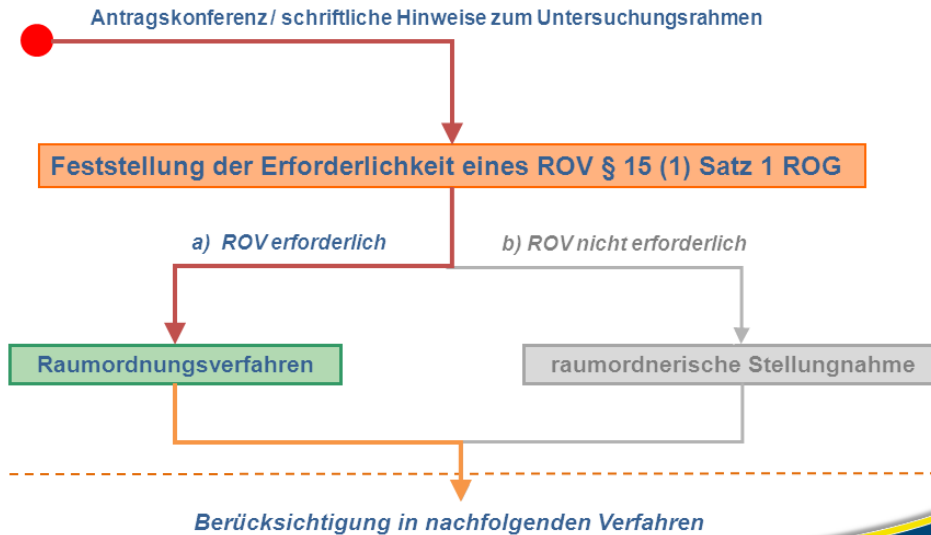 Antragskonferenz / schriftliche Hinweise zum Untersuchungsrahmen
Feststellung der Erforderlichkeit eines ROV § 15 (1) Satz 1 ROG
a) ROV erforderlich
b) ROV nicht erforderlich
Raumordnungsverfahren
raumordnerische Stellungnahme
Berücksichtigung in nachfolgenden Verfahren